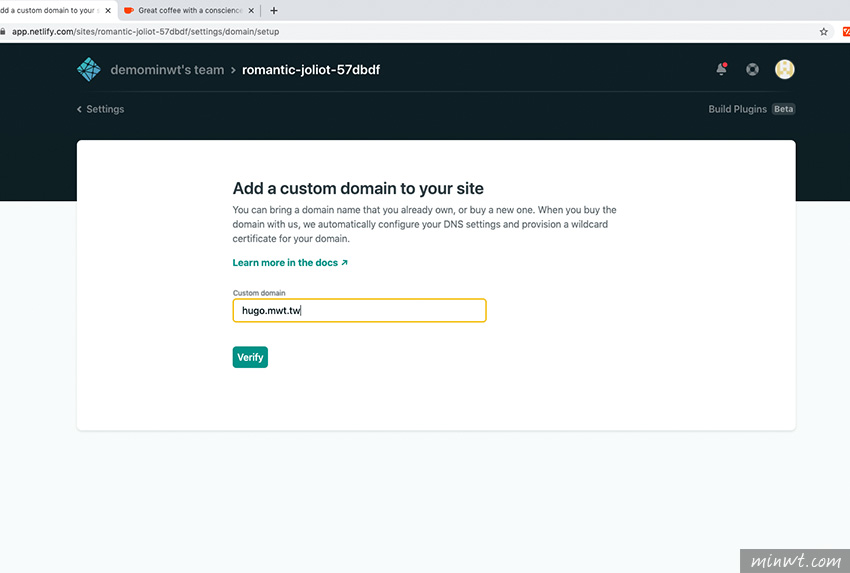 dd a custom domain to your s
Great coffee with a conscience
app.netlify.com/sites/romantic-joliot-57dbdf/settings/domain/setup
demominwt's team > romantic-joliot-57dbdf
Settings
Build Plugins Beta
Add a custom domain to your site
You can bring a domain name that you already own, or buy a new one. When you buy the
domain with us, we automatically configure your DNS settings and provision a wildcard
certificate for your domain.
Learn more in the docs ↗
Custom domain
hugo.mwt.tw
Verify
minwt.com